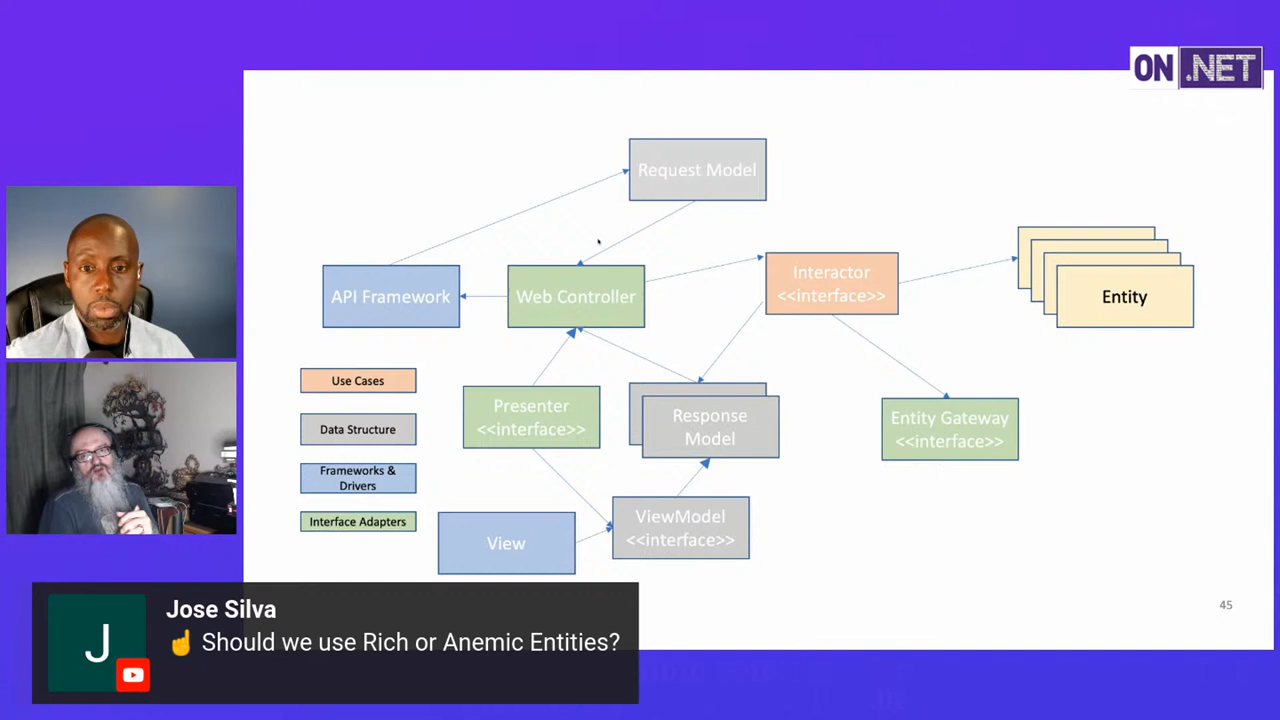 ON .NET
Request Model
API Framework
Web Controller
Interactor
<<interface>>
Entity
Use Cases
Data Structure
Frameworks &
Drivers
Interface Adapters
Presenter
<<interface>>
Response
Model
Entity Gateway
<<interface>>
View
ViewModel
<<interface>>
45
J
Jose Silva
☝ Should we use Rich or Anemic Entities?